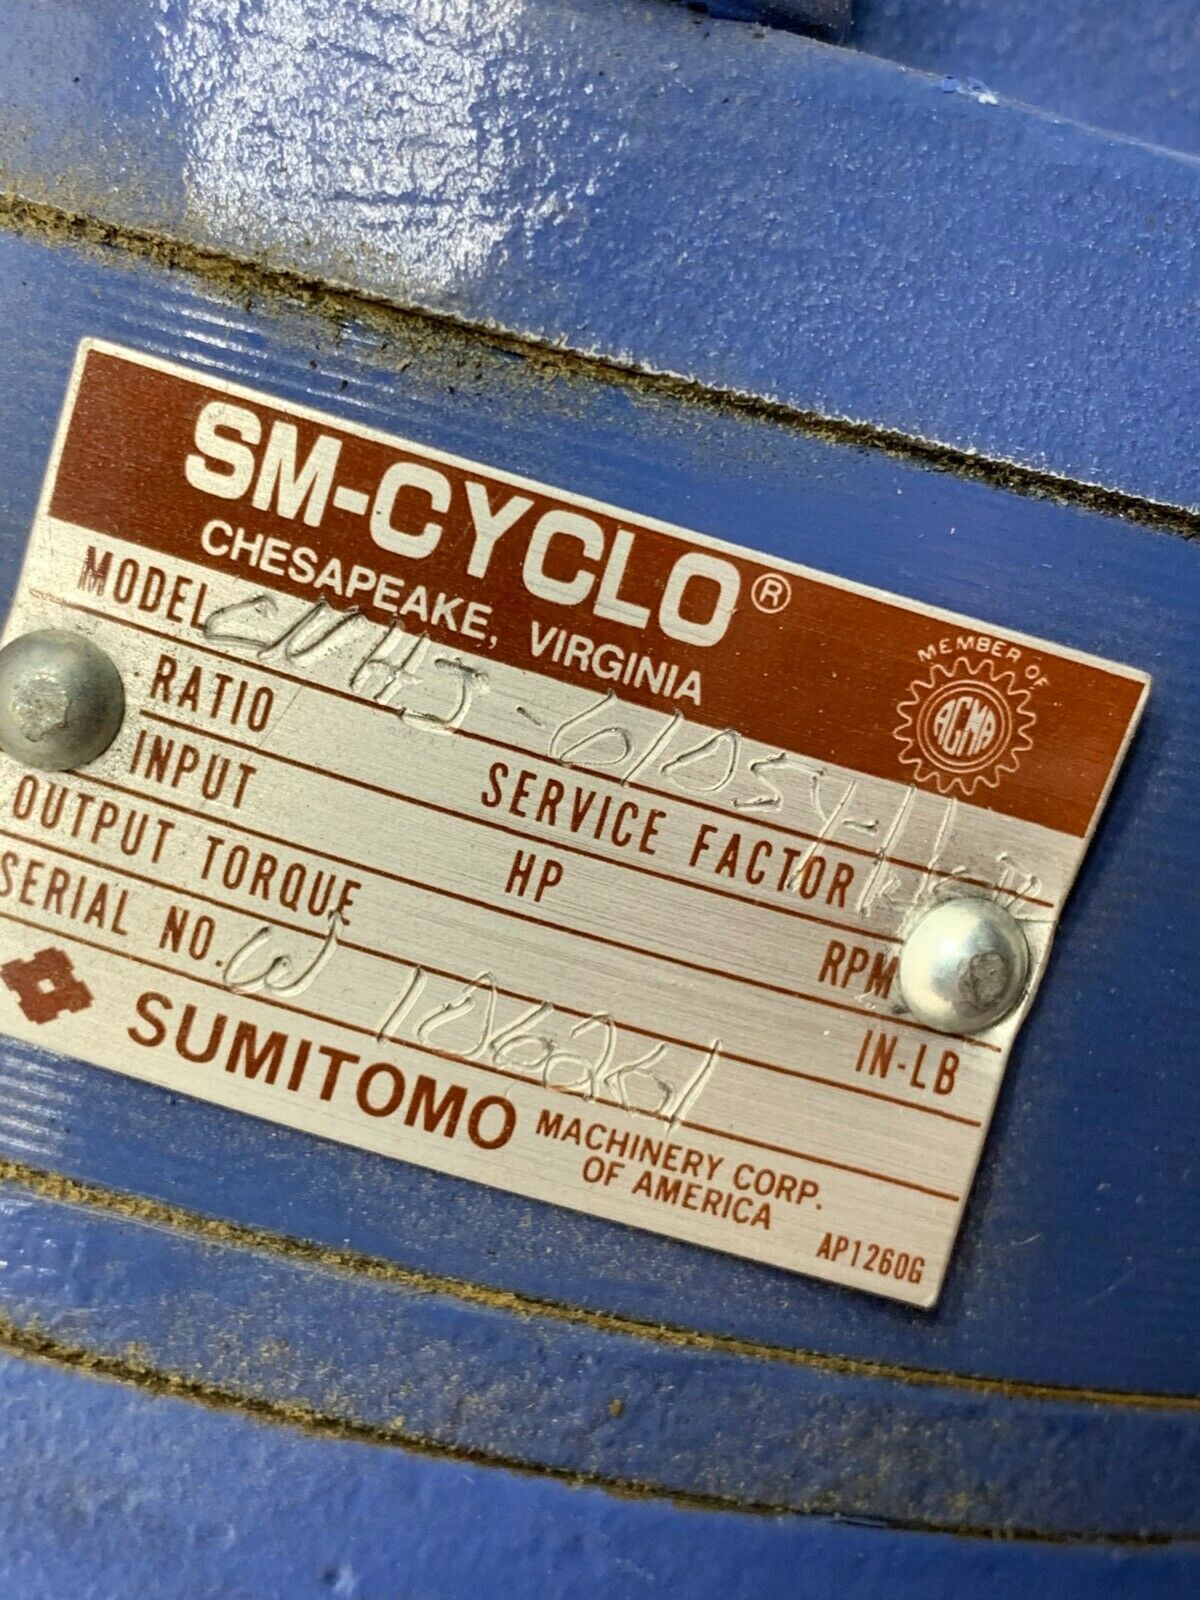 SM-CYCLO®
CHESAPEAKE, VIRGINIA
MEMBER OF
AGMA
MODEL CNHJ-6105Y-11
RATIO SERVICE FACTOR
INPUT HP RPM
OUTPUT TORQUE IN-LB
SERIAL NO. W
SUMITOMO MACHINERY CORP.
OF AMERICA
AP1260G